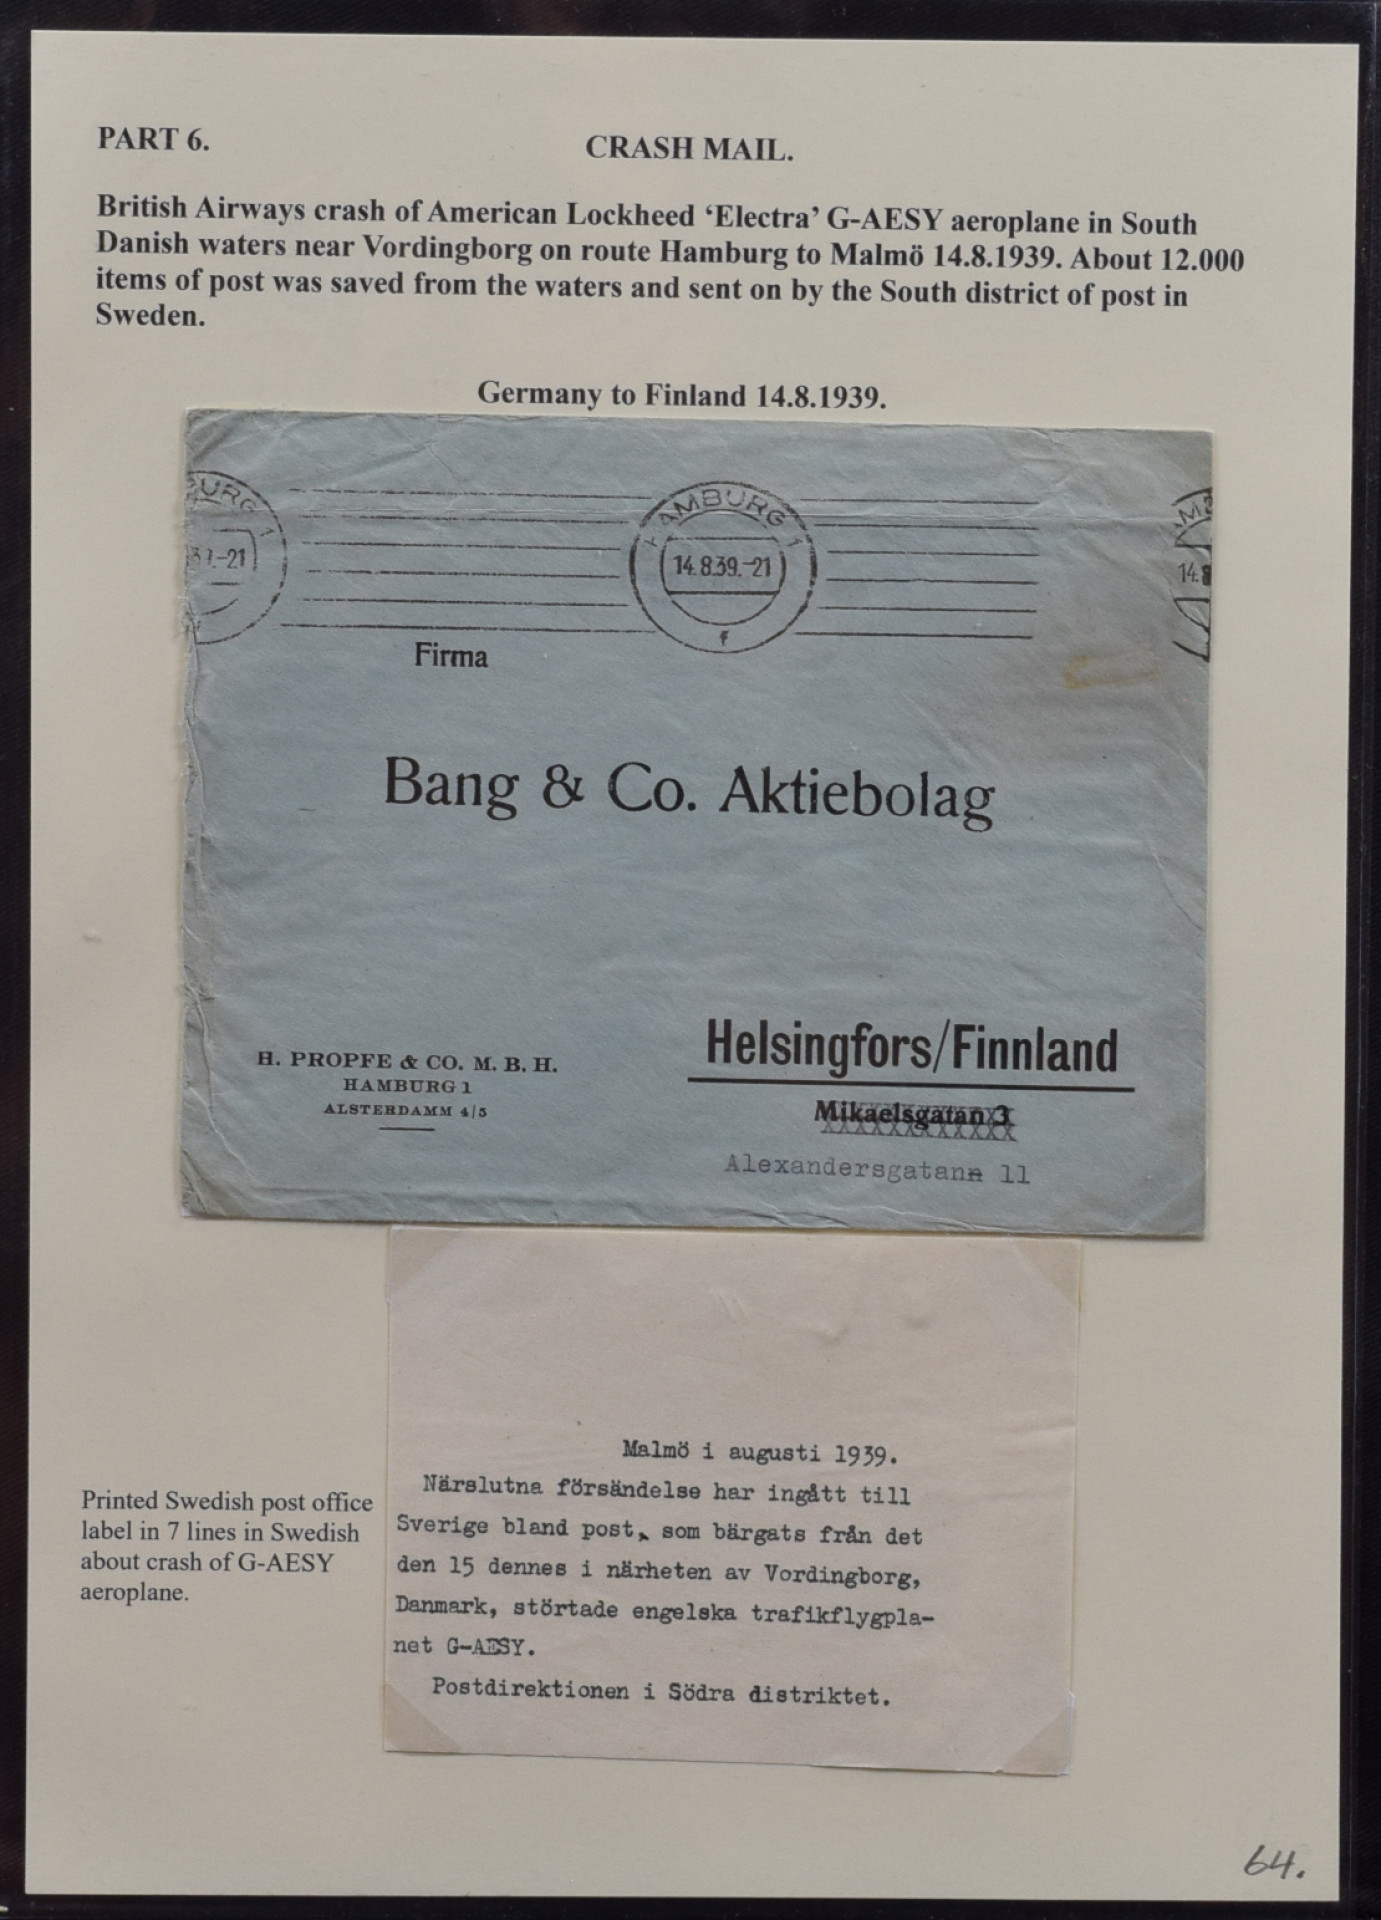 PART 6.
CRASH MAIL.
British Airways crash of American Lockheed ‘Electra’ G-AESY aeroplane in South
Danish waters near Vordingborg on route Hamburg to Malmö 14.8.1939. About 12.000
items of post was saved from the waters and sent on by the South district of post in
Sweden.
Germany to Finland 14.8.1939.
BURG 1
-21
HAMBURG 1
14.8.39.-21
f
14.8
Firma
Bang & Co. Aktiebolag
H. PROPFE & CO. M. B. H.
HAMBURG 1
ALSTERDAMM 4/5
Helsingfors/Finnland
Mikaelsgatan 3
Alexandersgatann 11
Malmö i augusti 1939.
Närslutna försändelse har ingått till
Sverige bland post, som bärgats från det
den 15 dennes i närheten av Vordingborg,
Danmark, störtade engelska trafikflygpla-
net G-AESY.
Postdirektionen i Södra distriktet.
Printed Swedish post office
label in 7 lines in Swedish
about crash of G-AESY
aeroplane.
64.